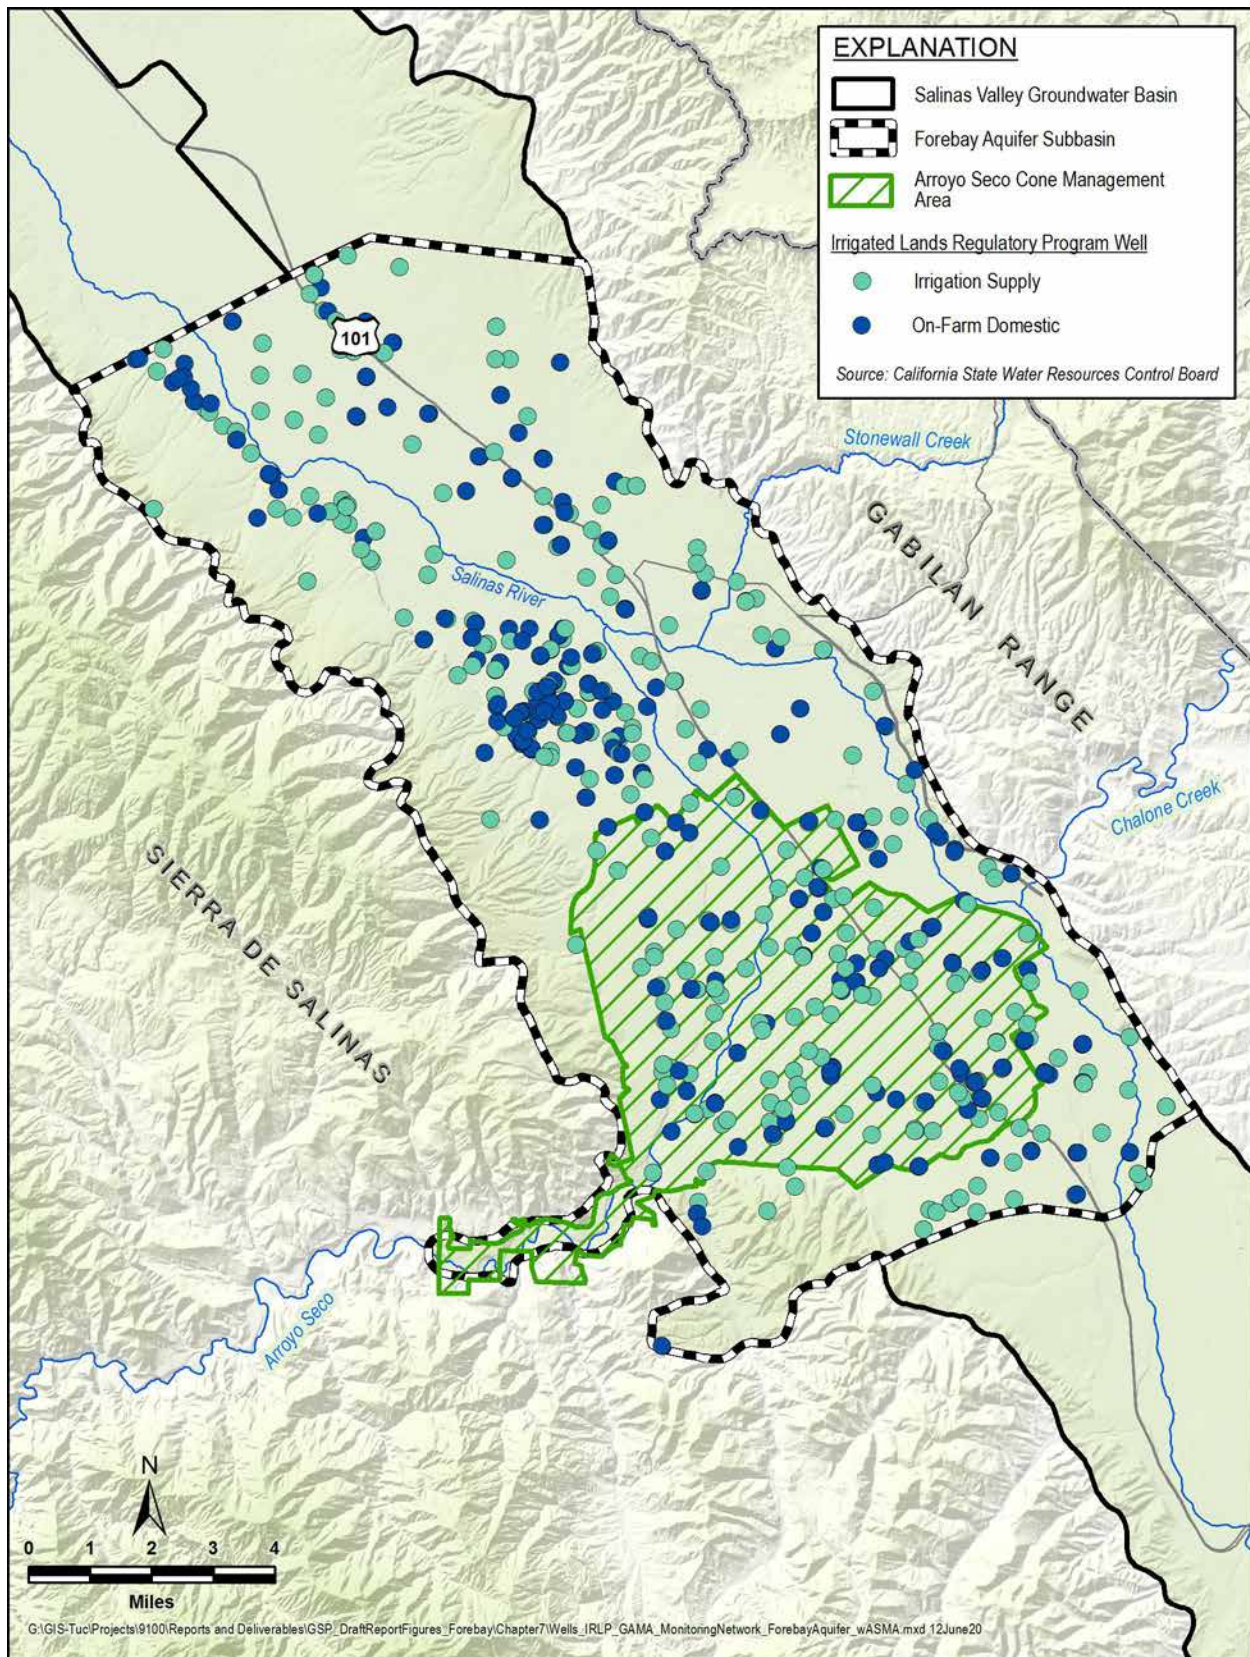 EXPLANATION
Salinas Valley Groundwater Basin
Forebay Aquifer Subbasin
Arroyo Seco Cone Management
Area
Irrigated Lands Regulatory Program Well
Irrigation Supply
On-Farm Domestic
Source: California State Water Resources Control Board
101
Stonewall Creek
GABILAN RANGE
Salinas River
Chalone Creek
SIERRA DE SALINAS
Arroyo Seco
N
0 1 2 3 4
Miles
G:\GIS-Tuc\Projects\9100\Reports and Deliverables\GSP_DraftReportFigures_Forebay\Chapter7\Wells_IRLP_GAMA_MonitoringNetwork_ForebayAquifer_wASMA.mxd 12June20